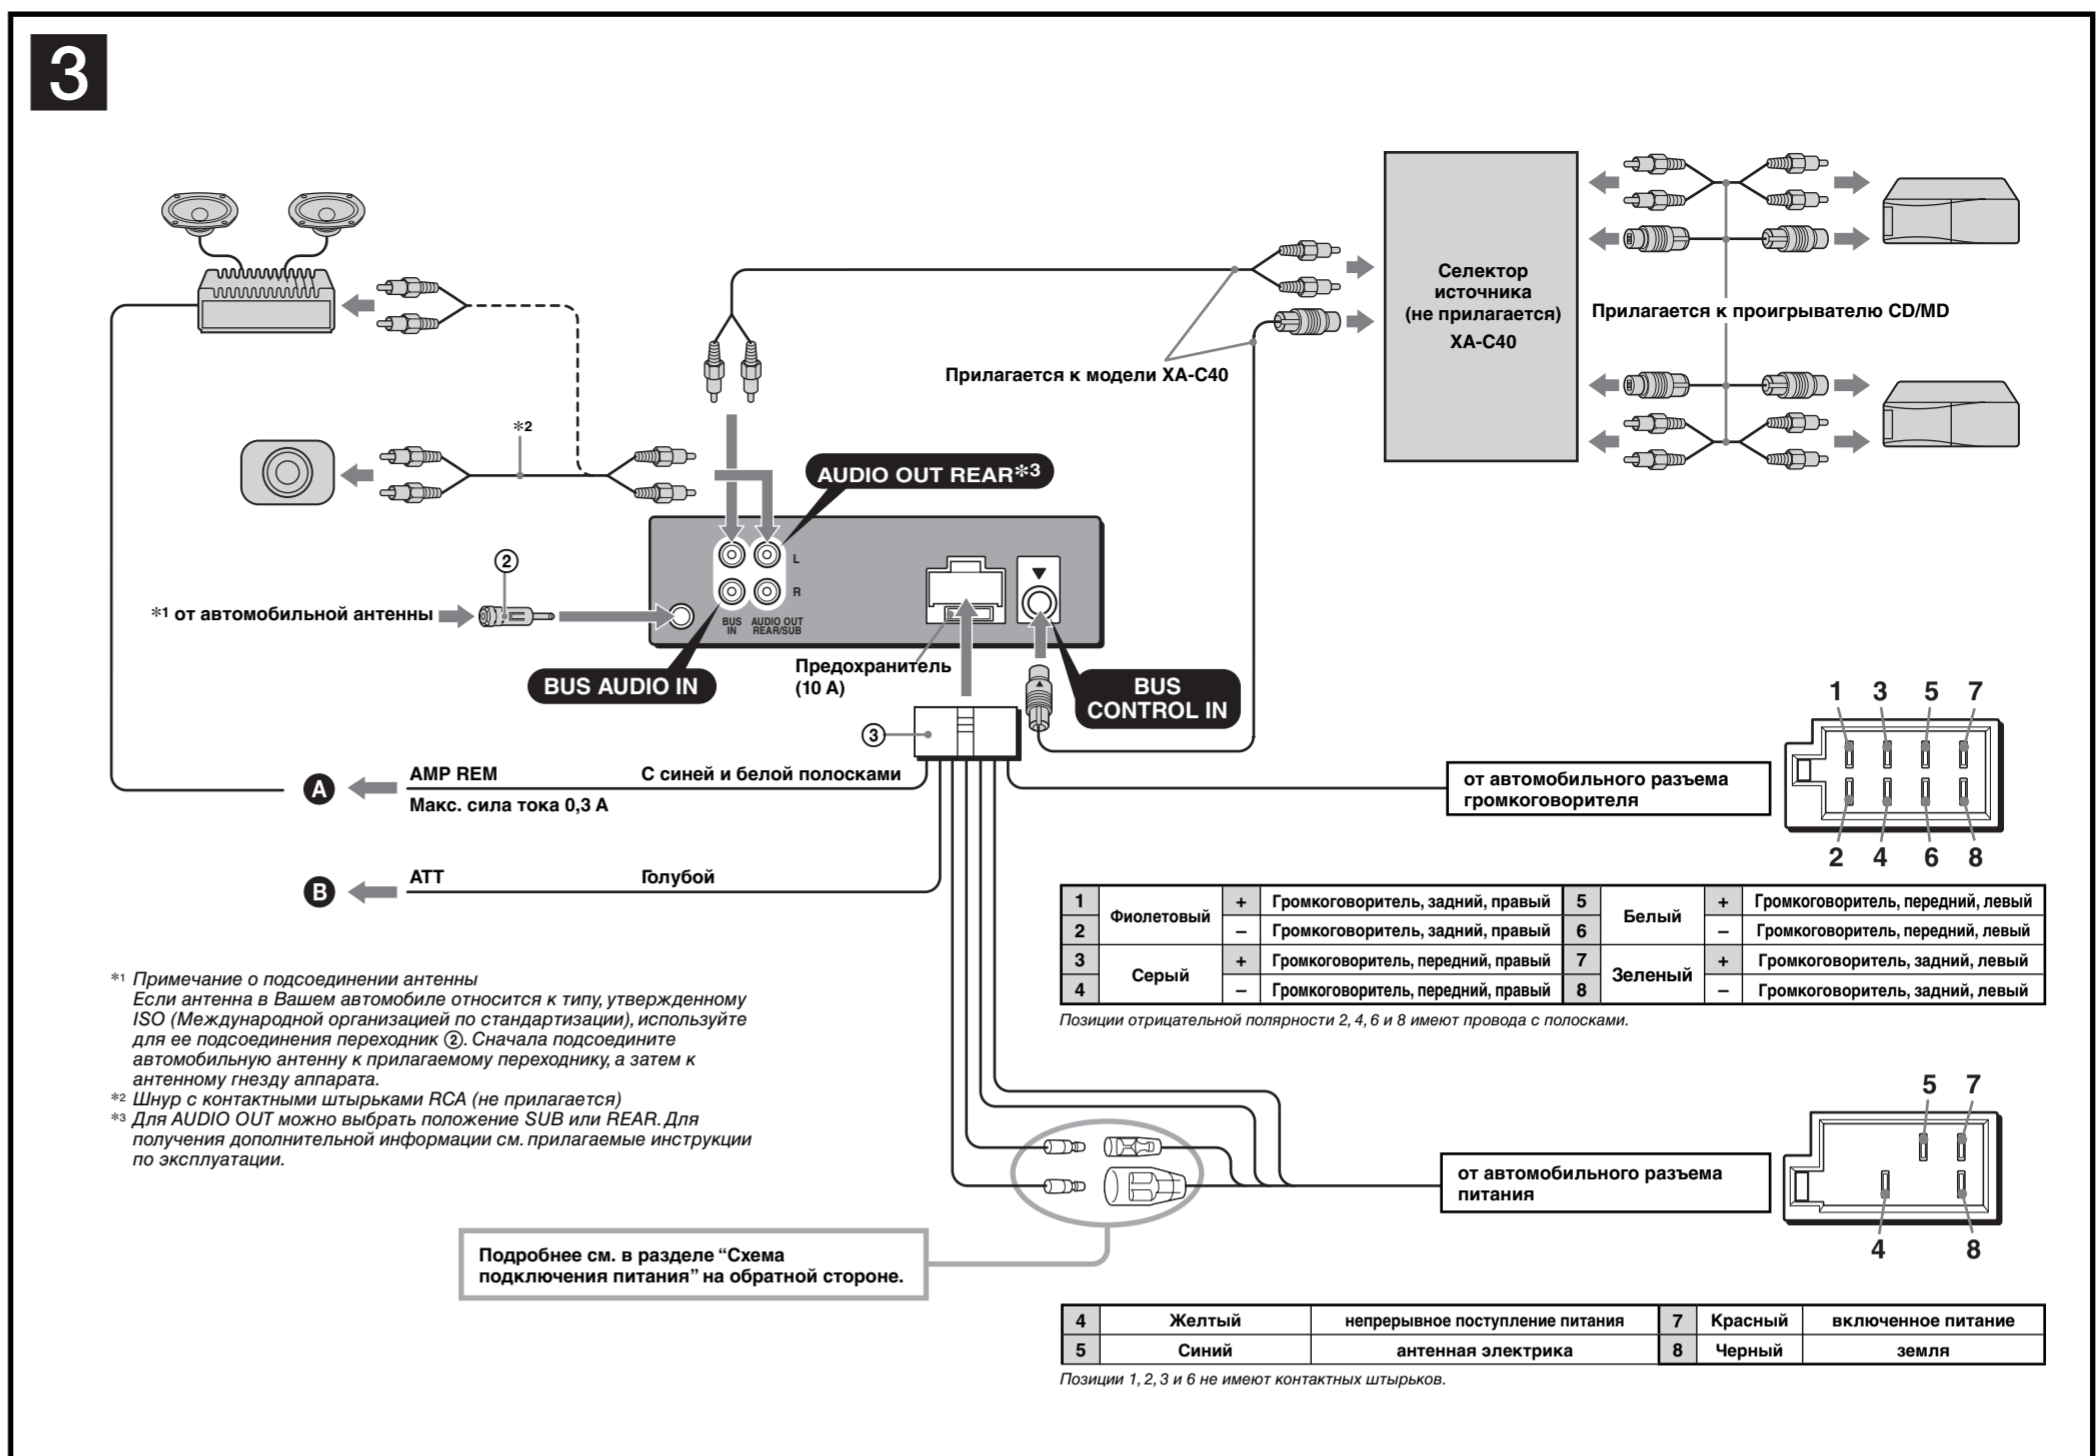 3
Селектор
источника
(не прилагается)
XA-C40
Прилагается к проигрывателю CD/MD
Прилагается к модели XA-C40
*2
AUDIO OUT REAR*3
②
L
*1 от автомобильной антенны
R
BUS IN
AUDIO OUT REAR/SUB
BUS AUDIO IN
Предохранитель
(10 A)
BUS
CONTROL IN
③
A
AMP REM
С синей и белой полосками
Макс. сила тока 0,3 А
B
ATT
Голубой
от автомобильного разъема
громкоговорителя
1 3 5 7
2 4 6 8
1 Фиолетовый + Громкоговоритель, задний, правый 5 Белый + Громкоговоритель, передний, левый
2 – Громкоговоритель, задний, правый 6 – Громкоговоритель, передний, левый
3 Серый + Громкоговоритель, передний, правый 7 Зеленый + Громкоговоритель, задний, левый
4 – Громкоговоритель, передний, правый 8 – Громкоговоритель, задний, левый
Позиции отрицательной полярности 2, 4, 6 и 8 имеют провода с полосками.
*1 Примечание о подсоединении антенны
Если антенна в Вашем автомобиле относится к типу, утвержденному
ISO (Международной организацией по стандартизации), используйте
для ее подсоединения переходник ②. Сначала подсоедините
автомобильную антенну к прилагаемому переходнику, а затем к
антенному гнезду аппарата.
*2 Шнур с контактными штырьками RCA (не прилагается)
*3 Для AUDIO OUT можно выбрать положение SUB или REAR. Для
получения дополнительной информации см. прилагаемые инструкции
по эксплуатации.
от автомобильного разъема
питания
5 7
4 8
Подробнее см. в разделе “Схема
подключения питания” на обратной стороне.
4 Желтый непрерывное поступление питания 7 Красный включенное питание
5 Синий антенная электрика 8 Черный земля
Позиции 1, 2, 3 и 6 не имеют контактных штырьков.